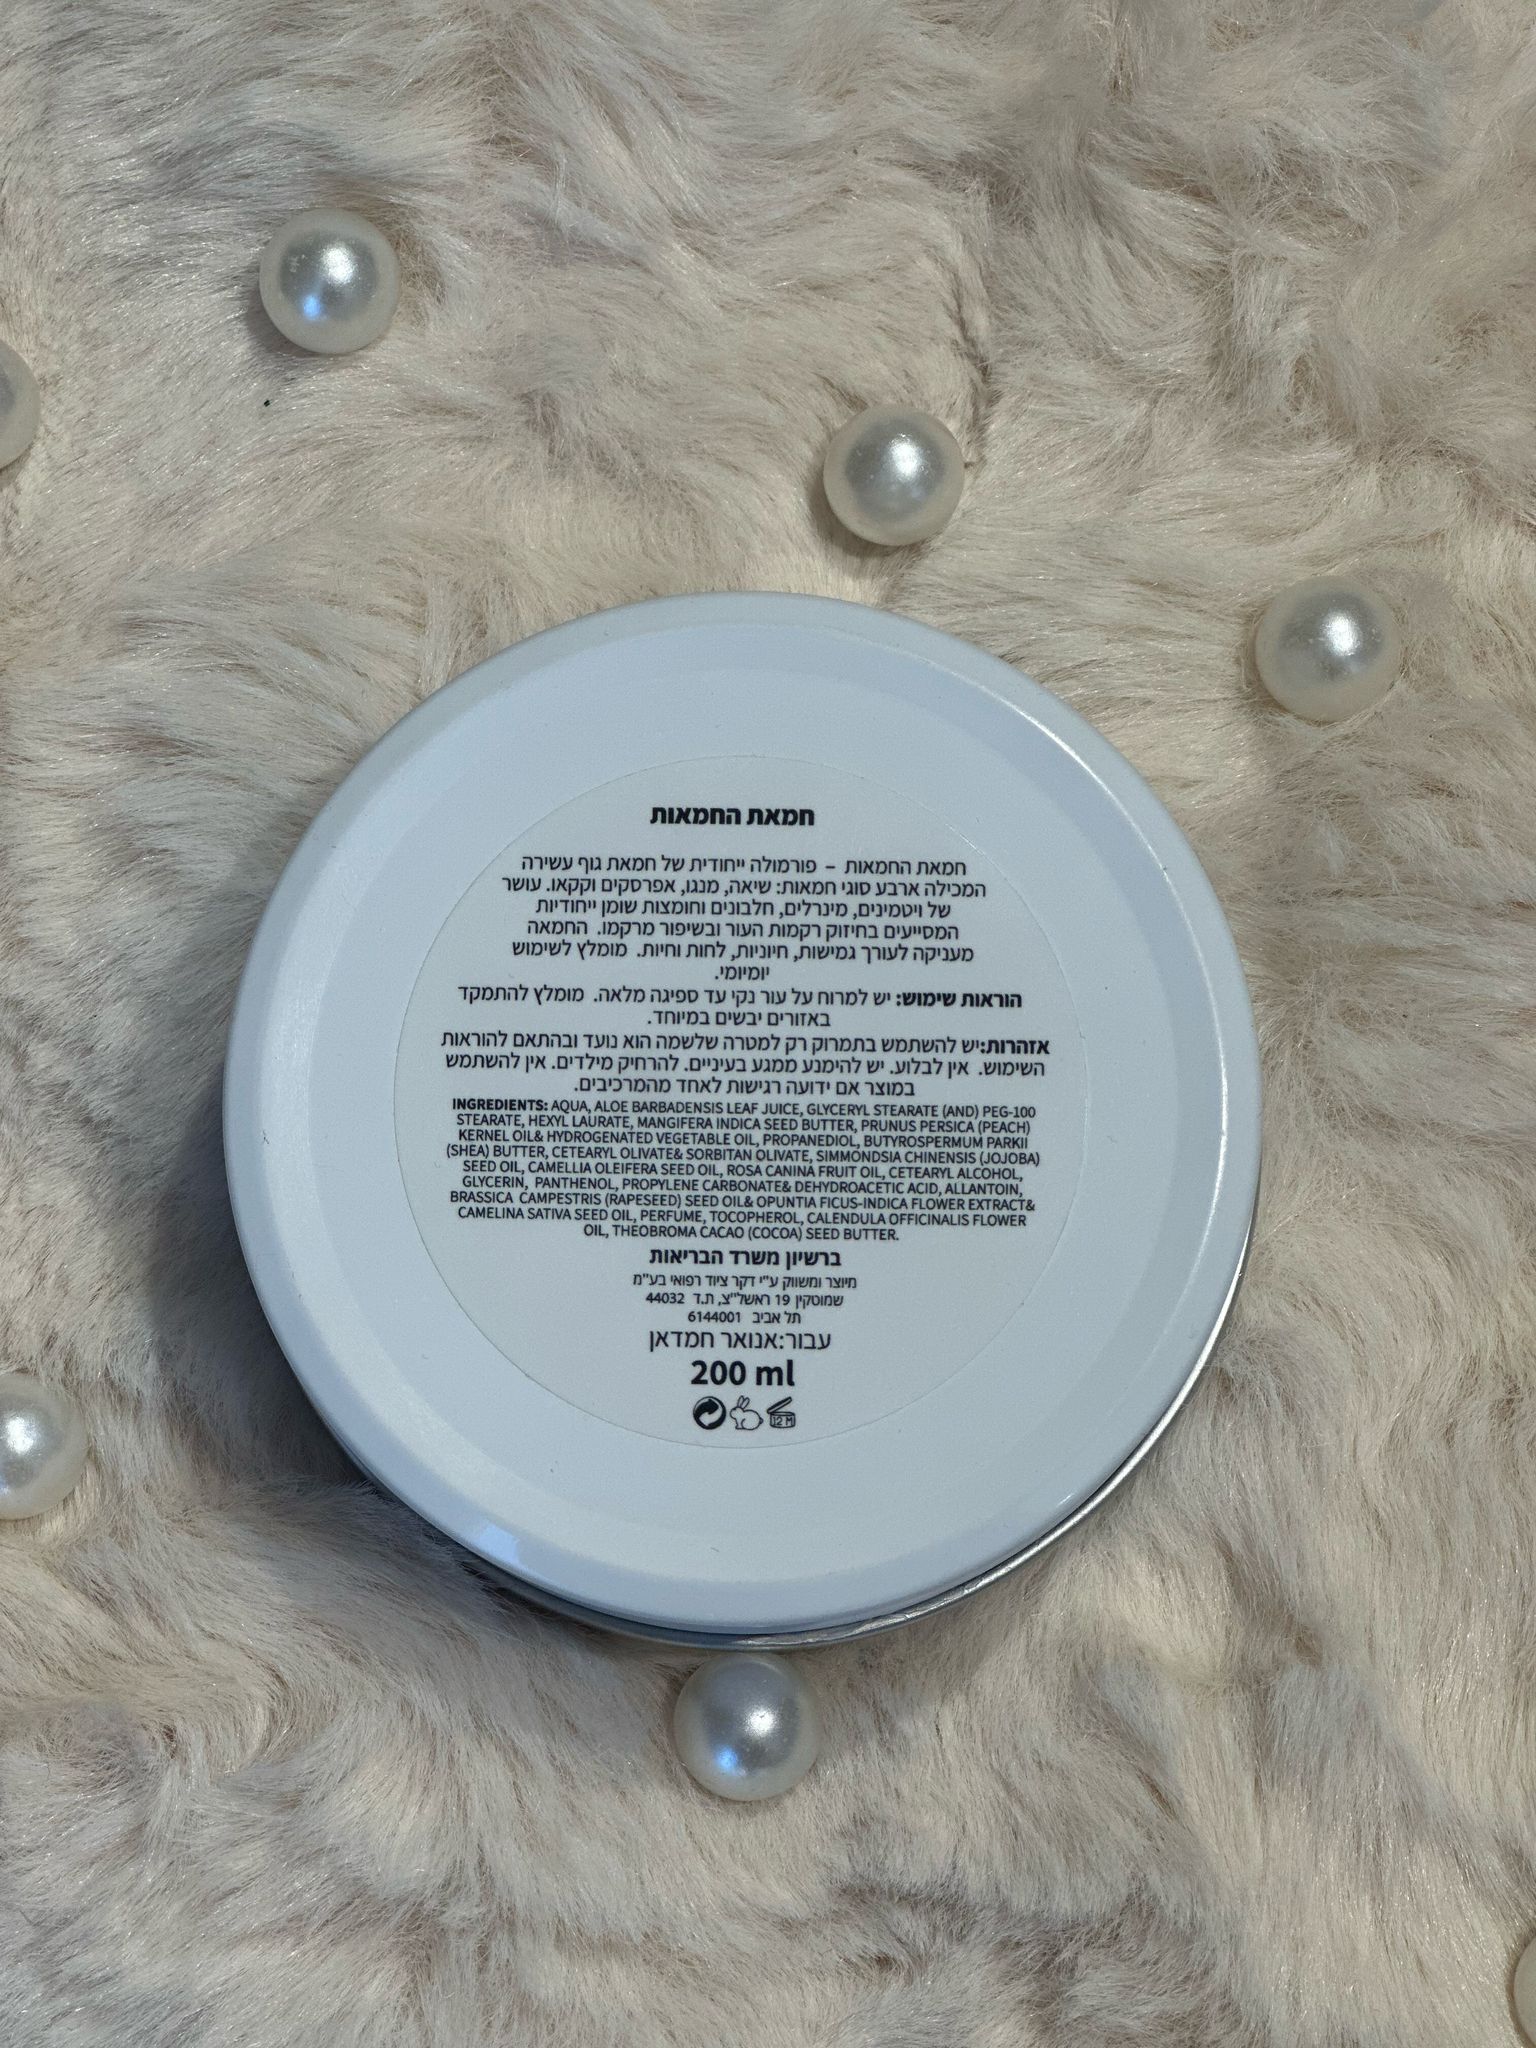 חמאת החמאות
חמאת החמאות – פורמולה ייחודית של חמאת גוף עשירה
המכילה ארבע סוגי חמאות: שיאה, מנגו, אפרסקים וקקאו. עושר
של ויטמינים, מינרלים, חלבונים וחומצות שומן ייחודיות
המסייעים בחיזוק רקמות העור ובשיפור מרקמו. החמאה
מעניקה לעורך גמישות, חיוניות, לחות וחיות. מומלץ לשימוש
יומיומי.
הוראות שימוש: יש למרוח על עור נקי עד ספיגה מלאה. מומלץ להתמקד
באזורים יבשים במיוחד.
אזהרות:יש להשתמש בתמרוק רק למטרה שלשמה הוא נועד ובהתאם להוראות
השימוש. אין לבלוע. יש להימנע ממגע בעיניים. להרחיק מילדים. אין להשתמש
במוצר אם ידועה רגישות לאחד מהמרכיבים.
INGREDIENTS: AQUA, ALOE BARBADENSIS LEAF JUICE, GLYCERYL STEARATE (AND) PEG-100
STEARATE, HEXYL LAURATE, MANGIFERA INDICA SEED BUTTER, PRUNUS PERSICA (PEACH)
KERNEL OIL& HYDROGENATED VEGETABLE OIL, PROPANEDIOL, BUTYROSPERMUM PARKII
(SHEA) BUTTER, CETEARYL OLIVATE& SORBITAN OLIVATE, SIMMONDSIA CHINENSIS (JOJOBA)
SEED OIL, CAMELLIA OLEIFERA SEED OIL, ROSA CANINA FRUIT OIL, CETEARYL ALCOHOL,
GLYCERIN, PANTHENOL, PROPYLENE CARBONATE& DEHYDROACETIC ACID, ALLANTOIN,
BRASSICA CAMPESTRIS (RAPESEED) SEED OIL& OPUNTIA FICUS-INDICA FLOWER EXTRACT&
CAMELINA SATIVA SEED OIL, PERFUME, TOCOPHEROL, CALENDULA OFFICINALIS FLOWER
OIL, THEOBROMA CACAO (COCOA) SEED BUTTER.
ברשיון משרד הבריאות
מיוצר ומשווק ע"י דקר ציוד רפואי בע"מ
שמוטקין 19 ראשל"צ, ת.ד 44032
תל אביב 6144001
עבור:אנואר חמדאן
200 ml
12 M